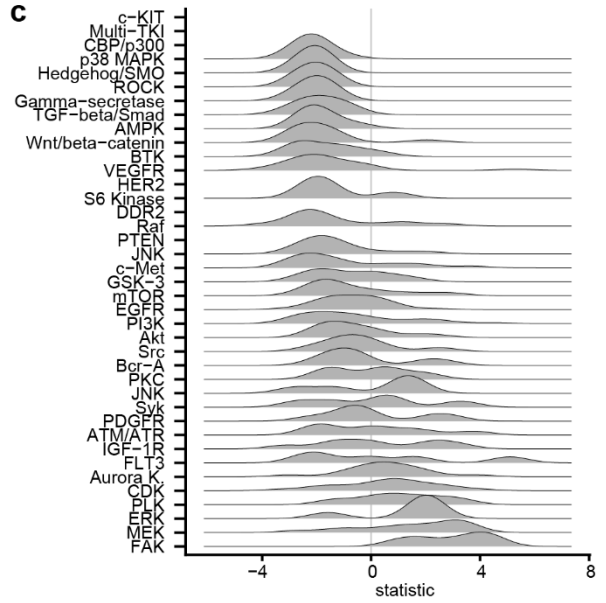 c
c-KIT
Multi-TKI
CBP/p300
p38 MAPK
Hedgehog/SMO
ROCK
Gamma-secretase
TGF-beta/Smad
AMPK
Wnt/beta-catenin
BTK
VEGFR
HER2
S6 Kinase
DDR2
Raf
PTEN
JNK
c-Met
GSK-3
mTOR
EGFR
PI3K
Akt
Src
Bcr-A
PKC
JNK
Syk
PDGFR
ATM/ATR
IGF-1R
FLT3
Aurora K.
CDK
PLK
ERK
MEK
FAK
−4 0 4 8
statistic